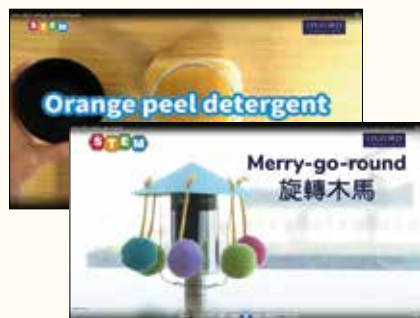 STEM
OXFORD
Orange peel detergent
STEM
OXFORD
Merry-go-round
旋轉木馬